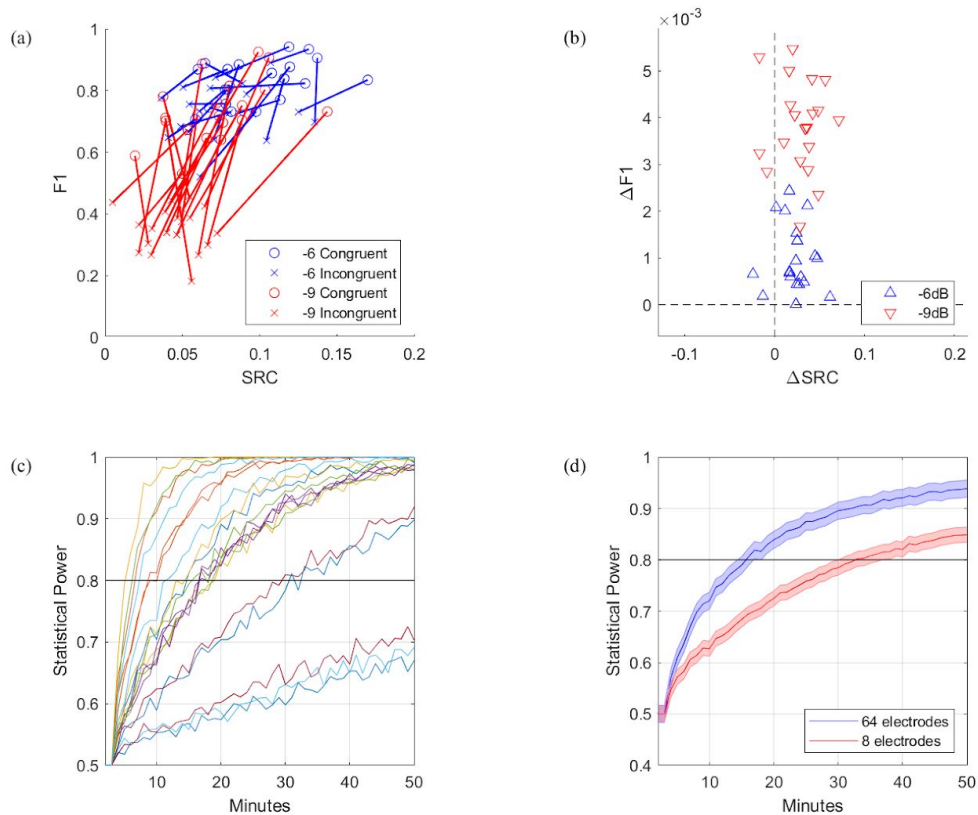 (a)
1
0.8
0.6
0.4
0.2
0
F1
0
0.05
0.1
0.15
0.2
SRC
-6 Congruent
-6 Incongruent
-9 Congruent
-9 Incongruent
(b)
×10⁻³
5
4
3
2
1
0
ΔF1
-0.1
0
0.1
0.2
ΔSRC
-6dB
-9dB
(c)
1
0.9
0.8
0.7
0.6
0.5
Statistical Power
10
20
30
40
50
Minutes
(d)
1
0.9
0.8
0.7
0.6
0.5
0.4
Statistical Power
10
20
30
40
50
Minutes
64 electrodes
8 electrodes